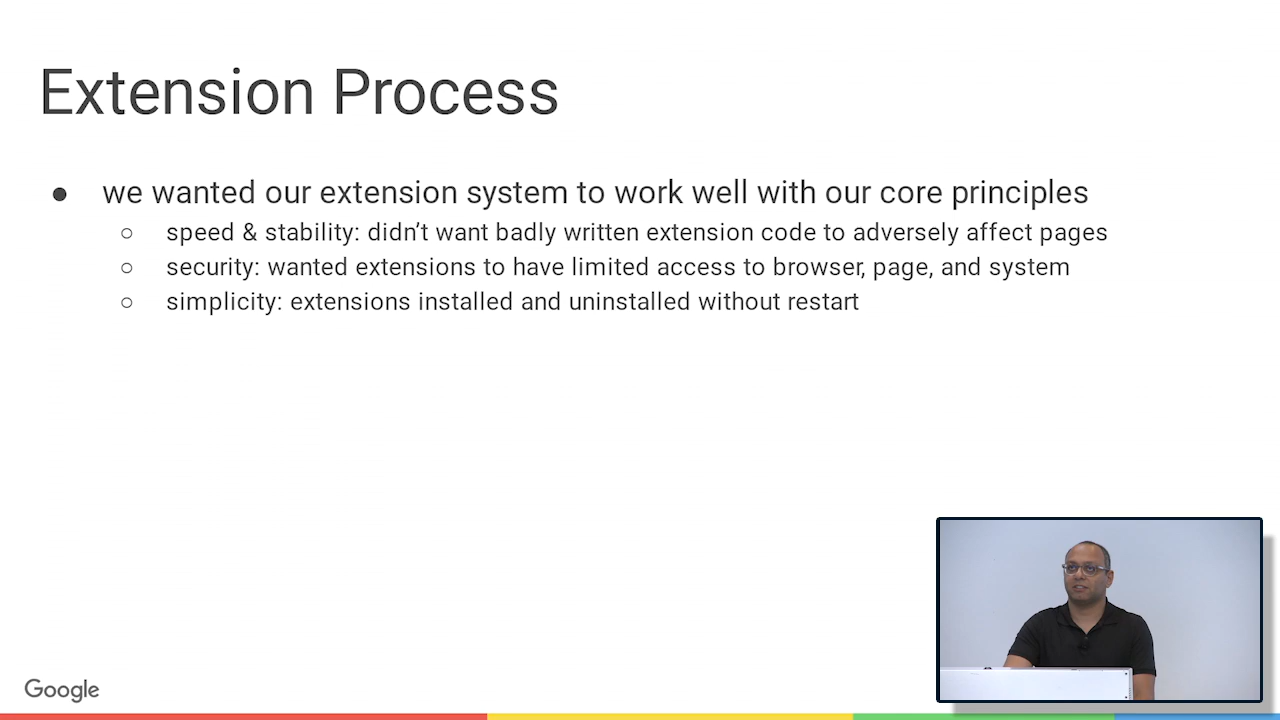 Extension Process
● we wanted our extension system to work well with our core principles
○ speed & stability: didn’t want badly written extension code to adversely affect pages
○ security: wanted extensions to have limited access to browser, page, and system
○ simplicity: extensions installed and uninstalled without restart
Google